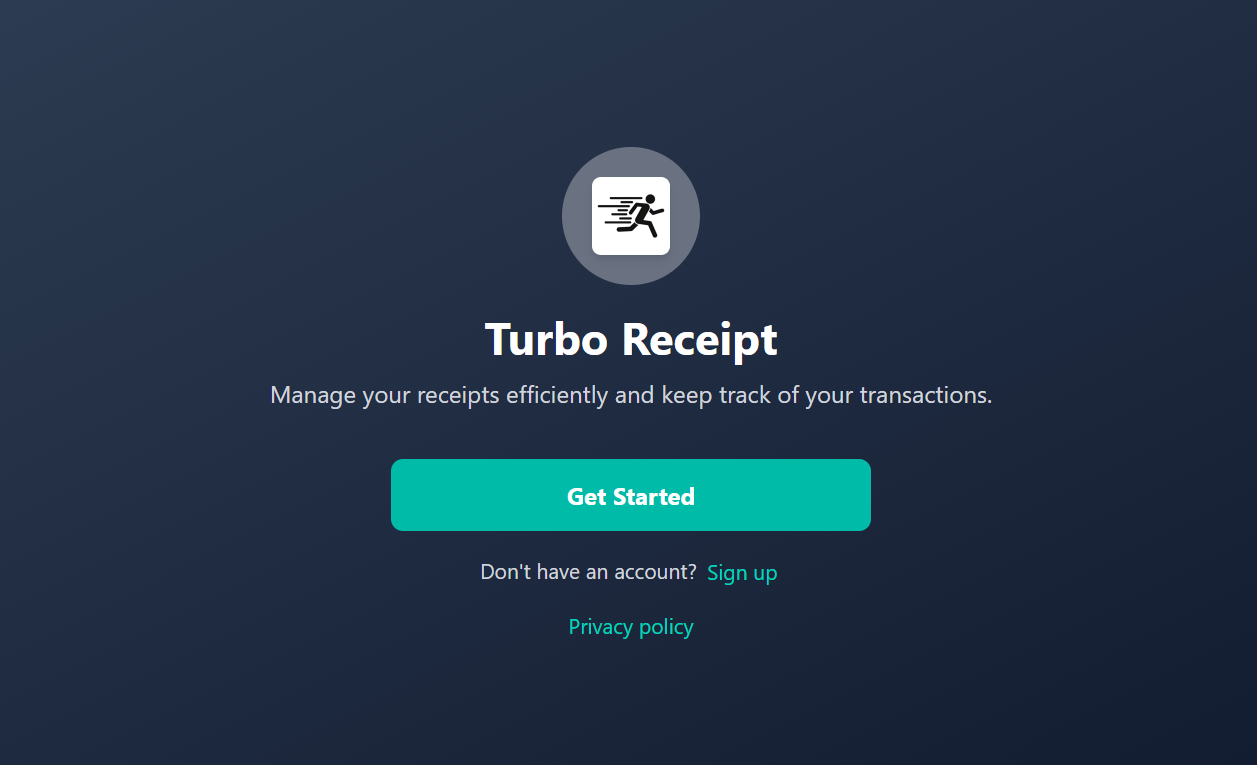 Turbo Receipt
Manage your receipts efficiently and keep track of your transactions.
Get Started
Don't have an account? Sign up
Privacy policy